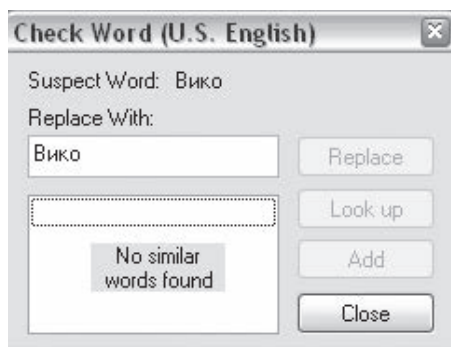 Check Word (U.S. English)
Suspect Word: Вико
Replace With:
Вико
Replace
Look up
No similar
words found
Add
Close